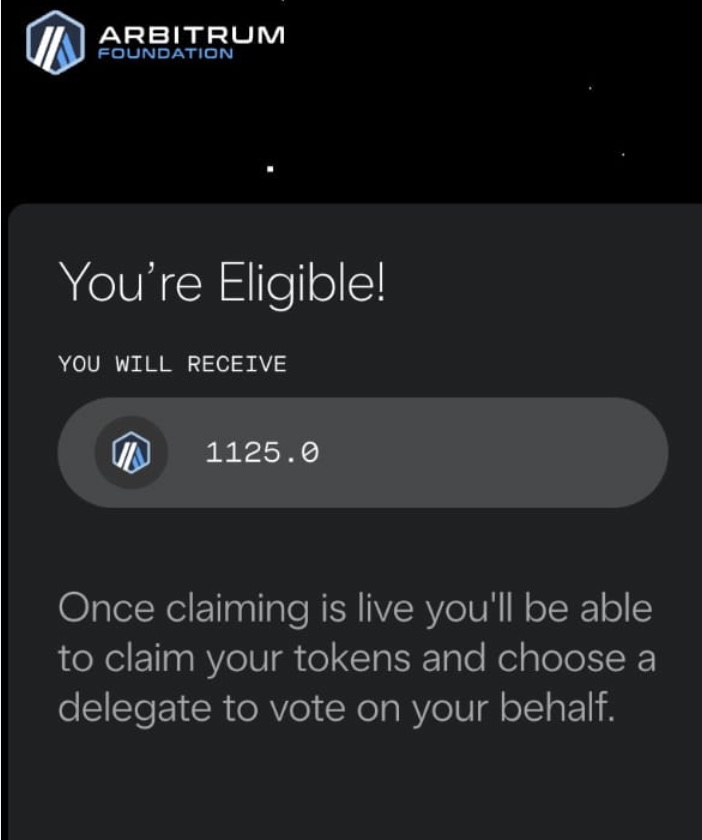 ARBITRUM
FOUNDATION
You're Eligible!
YOU WILL RECEIVE
1125.0
Once claiming is live you'll be able
to claim your tokens and choose a
delegate to vote on your behalf.